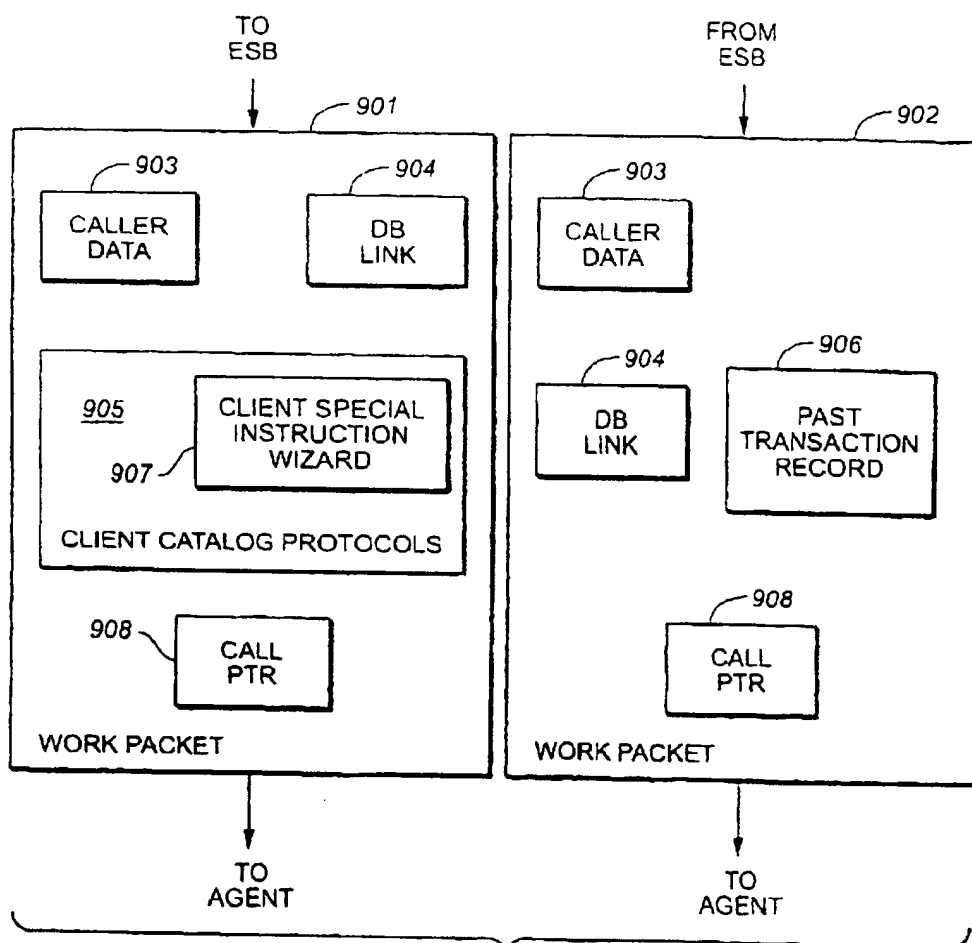 TO
ESB
901
903
CALLER
DATA
904
DB
LINK
905
CLIENT SPECIAL
INSTRUCTION
WIZARD
907
CLIENT CATALOG PROTOCOLS
908
CALL
PTR
WORK PACKET
TO
AGENT
FROM
ESB
902
903
CALLER
DATA
904
DB
LINK
906
PAST
TRANSACTION
RECORD
908
CALL
PTR
WORK PACKET
TO
AGENT